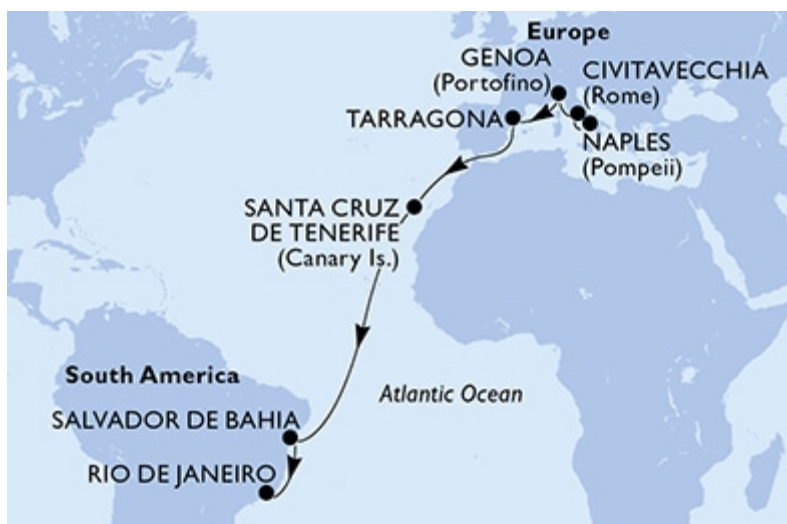 Europe
GENOA
(Portofino)
CIVITAVECCHIA
(Rome)
TARRAGONA
NAPLES
(Pompeii)
SANTA CRUZ
DE TENERIFE
(Canary Is.)
South America
Atlantic Ocean
SALVADOR DE BAHIA
RIO DE JANEIRO